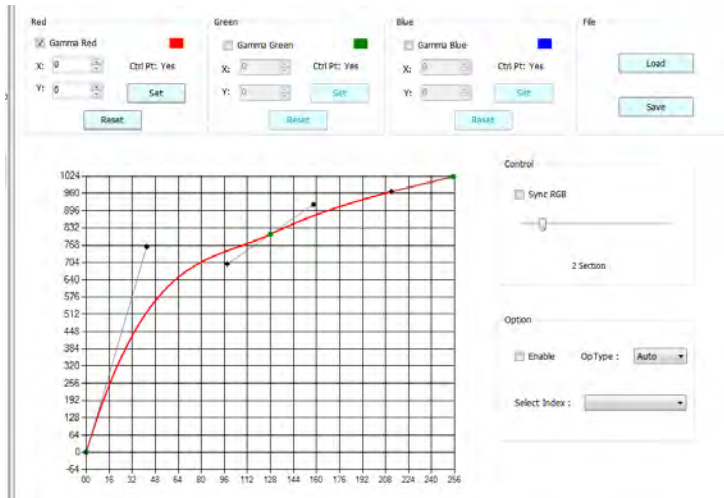 Red
Green
Blue
File
Gamma Red
Gamma Green
Gamma Blue
X: 0 Ctrl Pt: Yes
X: 0 Ctrl Pt: Yes
X: 0 Ctrl Pt: Yes
Load
Y: 0 Set
Y: 0 Set
Y: 0 Set
Save
Reset
Reset
Reset
Control
Sync RGB
2 Section
Option
Enable OpType : Auto
Select Index :
1024
960
896
832
768
704
640
576
512
448
384
320
256
192
128
64
0
-64
00 16 32 48 64 80 96 112 128 144 160 176 192 208 224 240 256